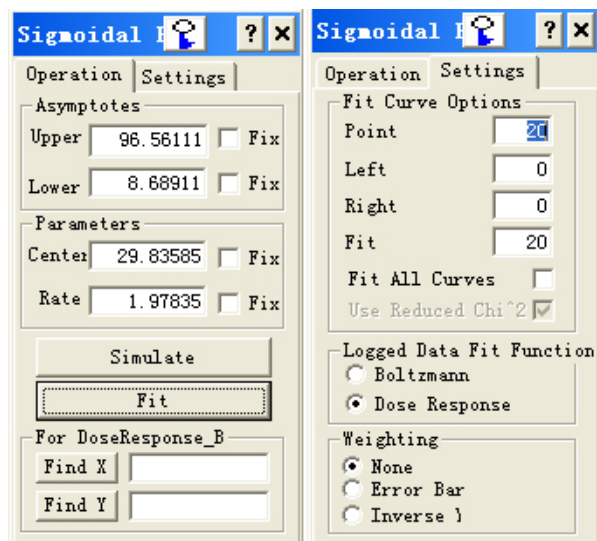 Sigmoidal F
? ×
Operation Settings
Asymptotes
Upper 96.56111 Fix
Lower 8.68911 Fix
Parameters
Center 29.83585 Fix
Rate 1.97835 Fix
Simulate
Fit
For DoseResponse_B
Find X
Find Y
Sigmoidal
? ×
Operation Settings
Fit Curve Options
Point 20
Left 0
Right 0
Fit 20
Fit All Curves
Use Reduced Chi^2
Logged Data Fit Function
Boltzmann
Dose Response
Weighting
None
Error Bar
Inverse